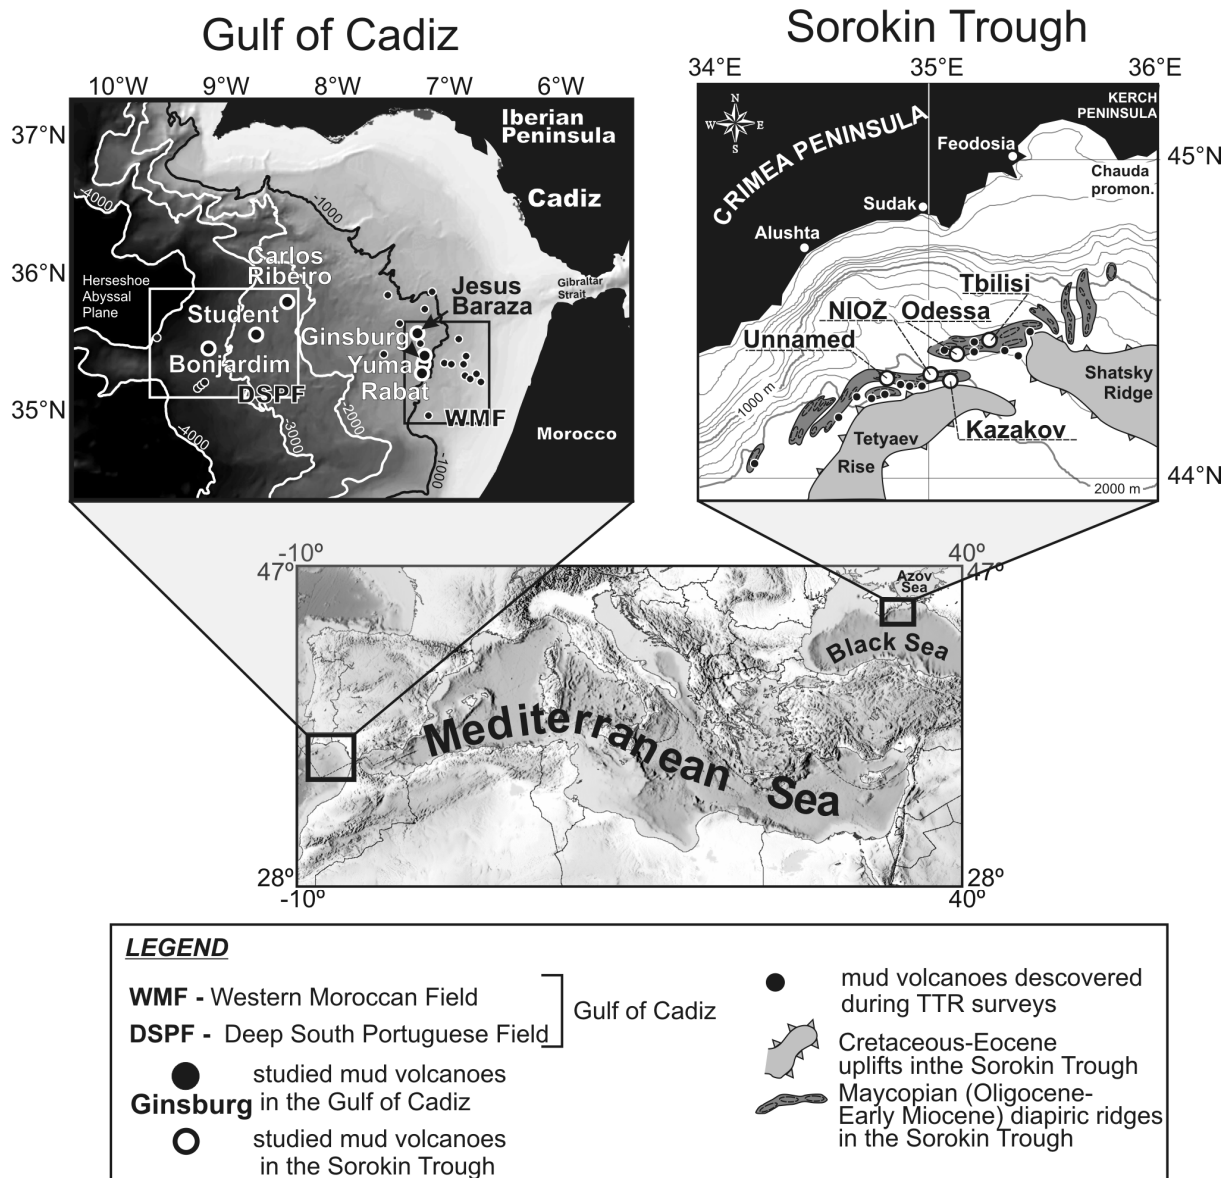 Gulf of Cadiz
10°W 9°W 8°W 7°W 6°W
37°N
36°N
35°N
Iberian
Peninsula
Cadiz
-4000
-1000
Carlos
Ribeiro
Herseshoe
Abyssal
Plane
Gibraltar
Strait
Jesus
Baraza
Student
Ginsburg
Bonjardim
Yuma
Rabat
DSPF
WMF
Morocco
-4000
-3000
-2000
-1000
Sorokin Trough
34°E 35°E 36°E
45°N
44°N
N
W E
S
KERCH
PENINSULA
CRIMEA PENINSULA
Feodosia
Chauda
promon.
Sudak
Alushta
Tbilisi
NIOZ Odessa
Unnamed
1000 m
Shatsky
Ridge
Kazakov
Tetyaev
Rise
2000 m
-10º 40º
47º 47º
Azov
Sea
Black Sea
Mediterranean Sea
28º 28º
-10º 40º
LEGEND
WMF - Western Moroccan Field
DSPF - Deep South Portuguese Field
Gulf of Cadiz
studied mud volcanoes
Ginsburg in the Gulf of Cadiz
studied mud volcanoes
in the Sorokin Trough
mud volcanoes descovered
during TTR surveys
Cretaceous-Eocene
uplifts inthe Sorokin Trough
Maycopian (Oligocene-
Early Miocene) diapiric ridges
in the Sorokin Trough